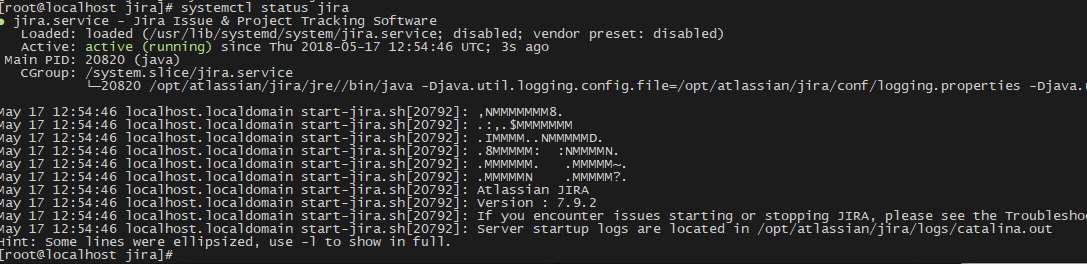 [root@localhost jira]# systemctl status jira
● jira.service - Jira Issue & Project Tracking Software
   Loaded: loaded (/usr/lib/systemd/system/jira.service; disabled; vendor preset: disabled)
   Active: active (running) since Thu 2018-05-17 12:54:46 UTC; 3s ago
 Main PID: 20820 (java)
   CGroup: /system.slice/jira.service
           └─20820 /opt/atlassian/jira/jre//bin/java -Djava.util.logging.config.file=/opt/atlassian/jira/conf/logging.properties -Djava.u
May 17 12:54:46 localhost.localdomain start-jira.sh[20792]: ,NMMMMMMMM8.
May 17 12:54:46 localhost.localdomain start-jira.sh[20792]: .:,.$MMMMMMM
May 17 12:54:46 localhost.localdomain start-jira.sh[20792]: .IMMMM..NMMMMMMD.
May 17 12:54:46 localhost.localdomain start-jira.sh[20792]: .8MMMMM:  :NMMMMN.
May 17 12:54:46 localhost.localdomain start-jira.sh[20792]: .MMMMMM.   .MMMMM~.
May 17 12:54:46 localhost.localdomain start-jira.sh[20792]: .MMMMMN    .MMMMM?.
May 17 12:54:46 localhost.localdomain start-jira.sh[20792]: Atlassian JIRA
May 17 12:54:46 localhost.localdomain start-jira.sh[20792]: Version : 7.9.2
May 17 12:54:46 localhost.localdomain start-jira.sh[20792]: If you encounter issues starting or stopping JIRA, please see the Troublesho
May 17 12:54:46 localhost.localdomain start-jira.sh[20792]: Server startup logs are located in /opt/atlassian/jira/logs/catalina.out
Hint: Some lines were ellipsized, use -l to show in full.
[root@localhost jira]#